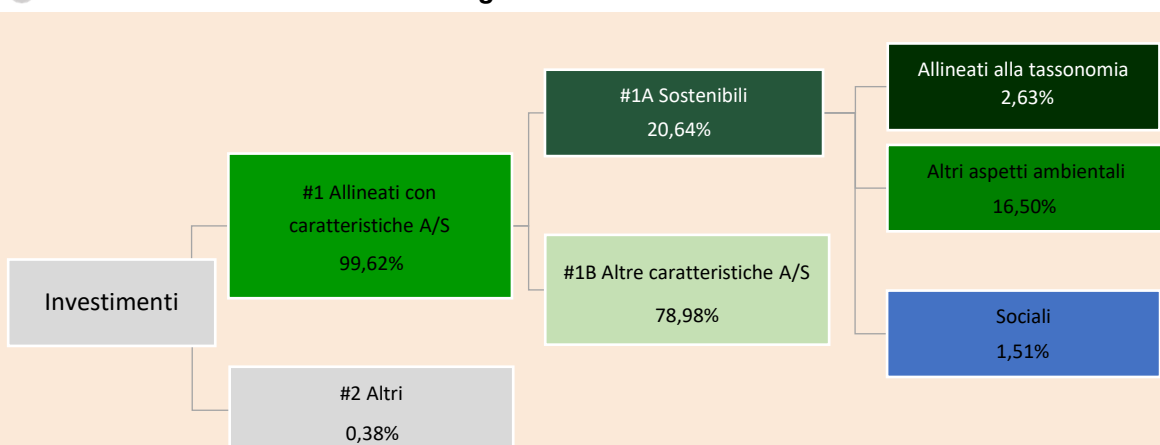 Investimenti
#1 Allineati con
caratteristiche A/S
99,62%
#2 Altri
0,38%
#1A Sostenibili
20,64%
#1B Altre caratteristiche A/S
78,98%
Allineati alla tassonomia
2,63%
Altri aspetti ambientali
16,50%
Sociali
1,51%